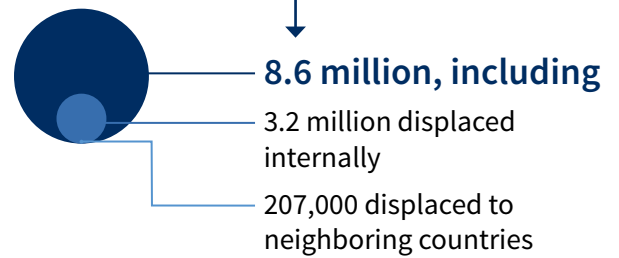 8.6 million, including
3.2 million displaced
internally
207,000 displaced to
neighboring countries